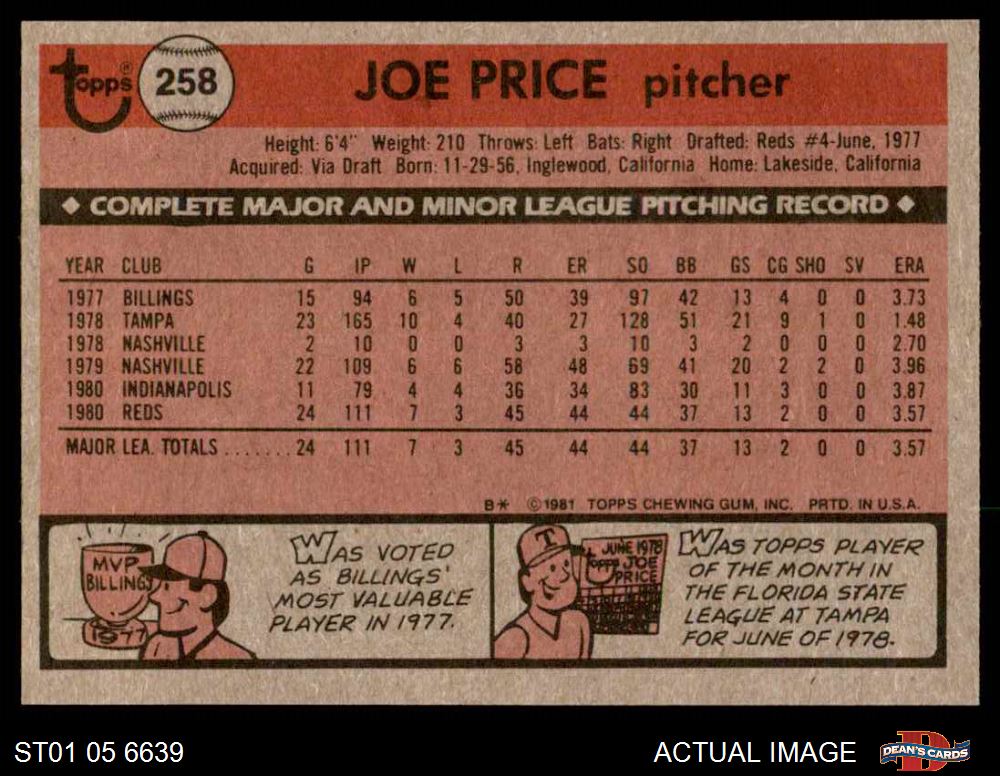 topps® 258 JOE PRICE pitcher
Height: 6'4" Weight: 210 Throws: Left Bats: Right Drafted: Reds #4-June, 1977
Acquired: Via Draft Born: 11-29-56, Inglewood, California Home: Lakeside, California
◆ COMPLETE MAJOR AND MINOR LEAGUE PITCHING RECORD ◆
YEAR CLUB G IP W L R ER SO BB GS CG SHO SV ERA
1977 BILLINGS 15 94 6 5 50 39 97 42 13 4 0 0 3.73
1978 TAMPA 23 165 10 4 40 27 128 51 21 9 1 0 1.48
1978 NASHVILLE 2 10 0 0 3 3 10 3 2 0 0 0 2.70
1979 NASHVILLE 22 109 6 6 58 48 69 41 20 2 2 0 3.96
1980 INDIANAPOLIS 11 79 4 4 36 34 83 30 11 3 0 0 3.87
1980 REDS 24 111 7 3 45 44 44 37 13 2 0 0 3.57
MAJOR LEA. TOTALS ....... 24 111 7 3 45 44 44 37 13 2 0 0 3.57
B* ©1981 TOPPS CHEWING GUM, INC. PRTD. IN U.S.A.
MVP
BILLINGS
1977
WAS VOTED
AS BILLINGS'
MOST VALUABLE
PLAYER IN 1977.
T
JUNE 1978
topps JOE
PRICE
WAS TOPPS PLAYER
OF THE MONTH IN
THE FLORIDA STATE
LEAGUE AT TAMPA
FOR JUNE OF 1978.
ST01 05 6639 ACTUAL IMAGE D DEAN'S CARDS